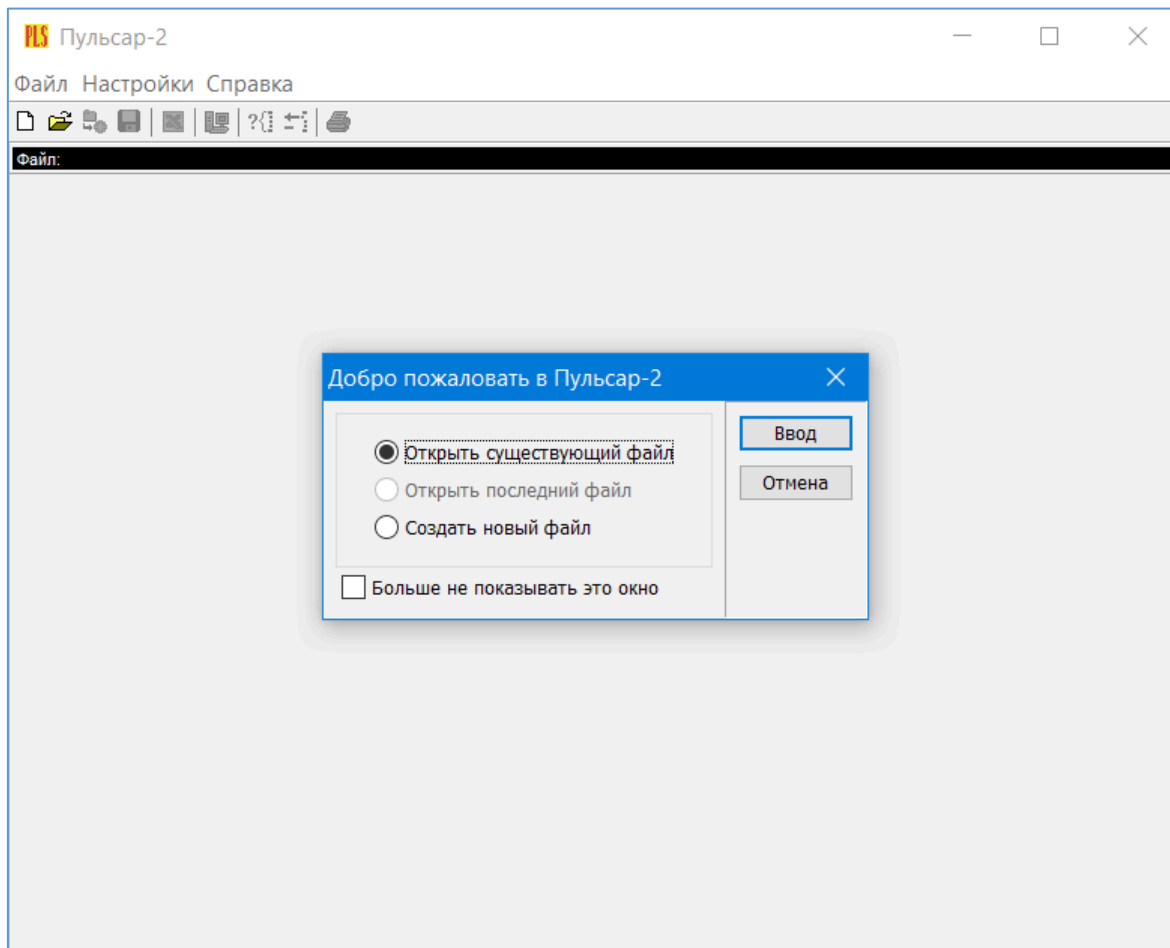 PLS Пульсар-2
Файл Настройки Справка
Файл:
Добро пожаловать в Пульсар-2
Открыть существующий файл
Ввод
Открыть последний файл
Отмена
Создать новый файл
Больше не показывать это окно